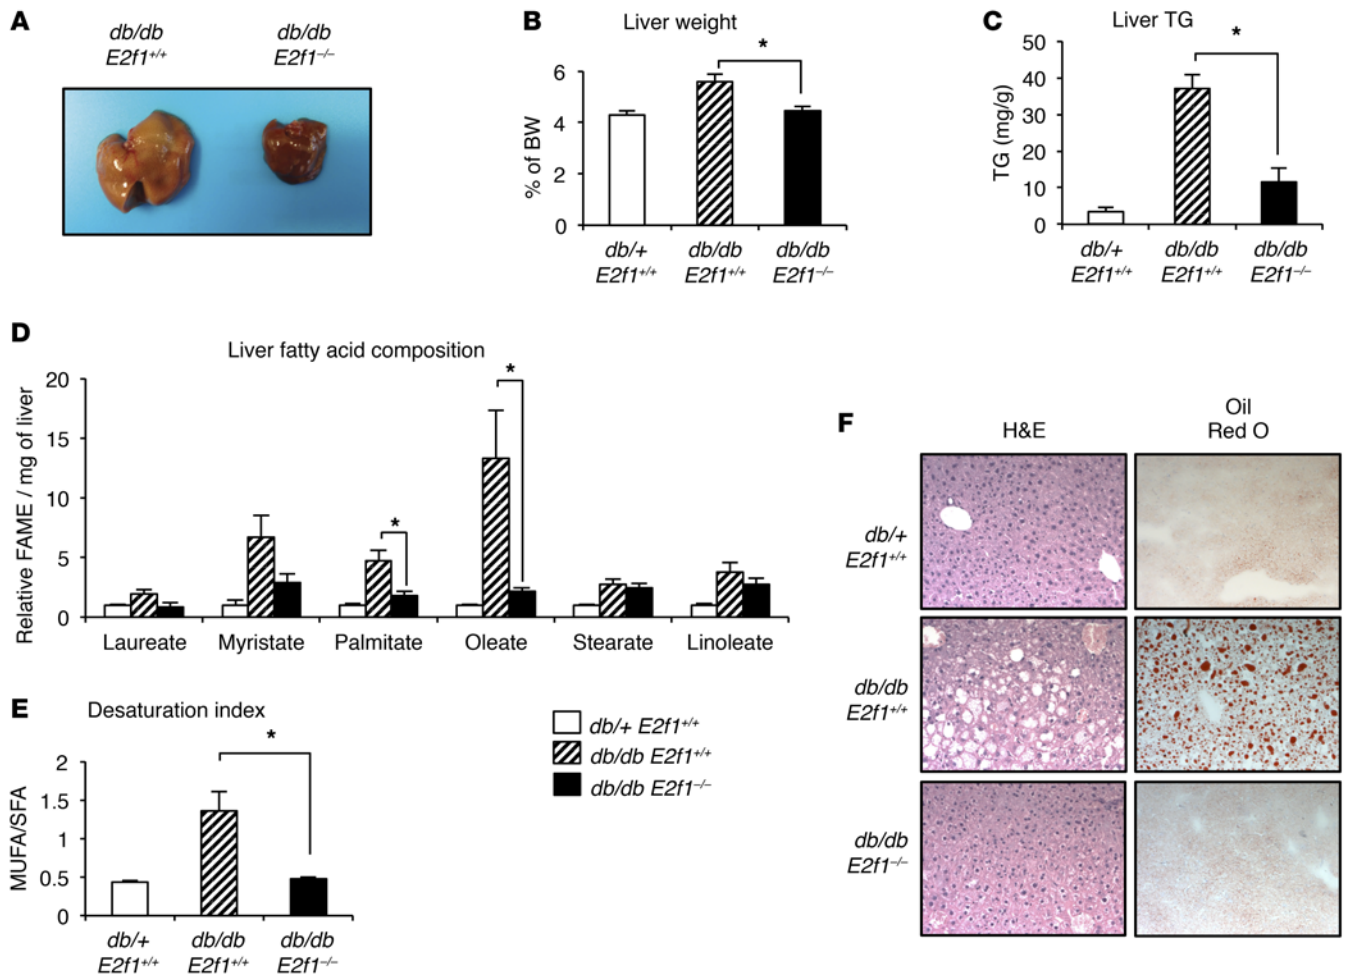 A
db/db
E2f1+/+
db/db
E2f1–/–
B
Liver weight
*
% of BW
6
4
2
0
db/+
E2f1+/+
db/db
E2f1+/+
db/db
E2f1–/–
C
Liver TG
*
TG (mg/g)
50
40
30
20
10
0
db/+
E2f1+/+
db/db
E2f1+/+
db/db
E2f1–/–
D
Liver fatty acid composition
Relative FAME / mg of liver
20
15
10
5
0
*
*
Laureate
Myristate
Palmitate
Oleate
Stearate
Linoleate
E
Desaturation index
*
MUFA/SFA
2
1.5
1
0.5
0
db/+
E2f1+/+
db/db
E2f1+/+
db/db
E2f1–/–
db/+ E2f1+/+
db/db E2f1+/+
db/db E2f1–/–
F
H&E
Oil
Red O
db/+
E2f1+/+
db/db
E2f1+/+
db/db
E2f1–/–